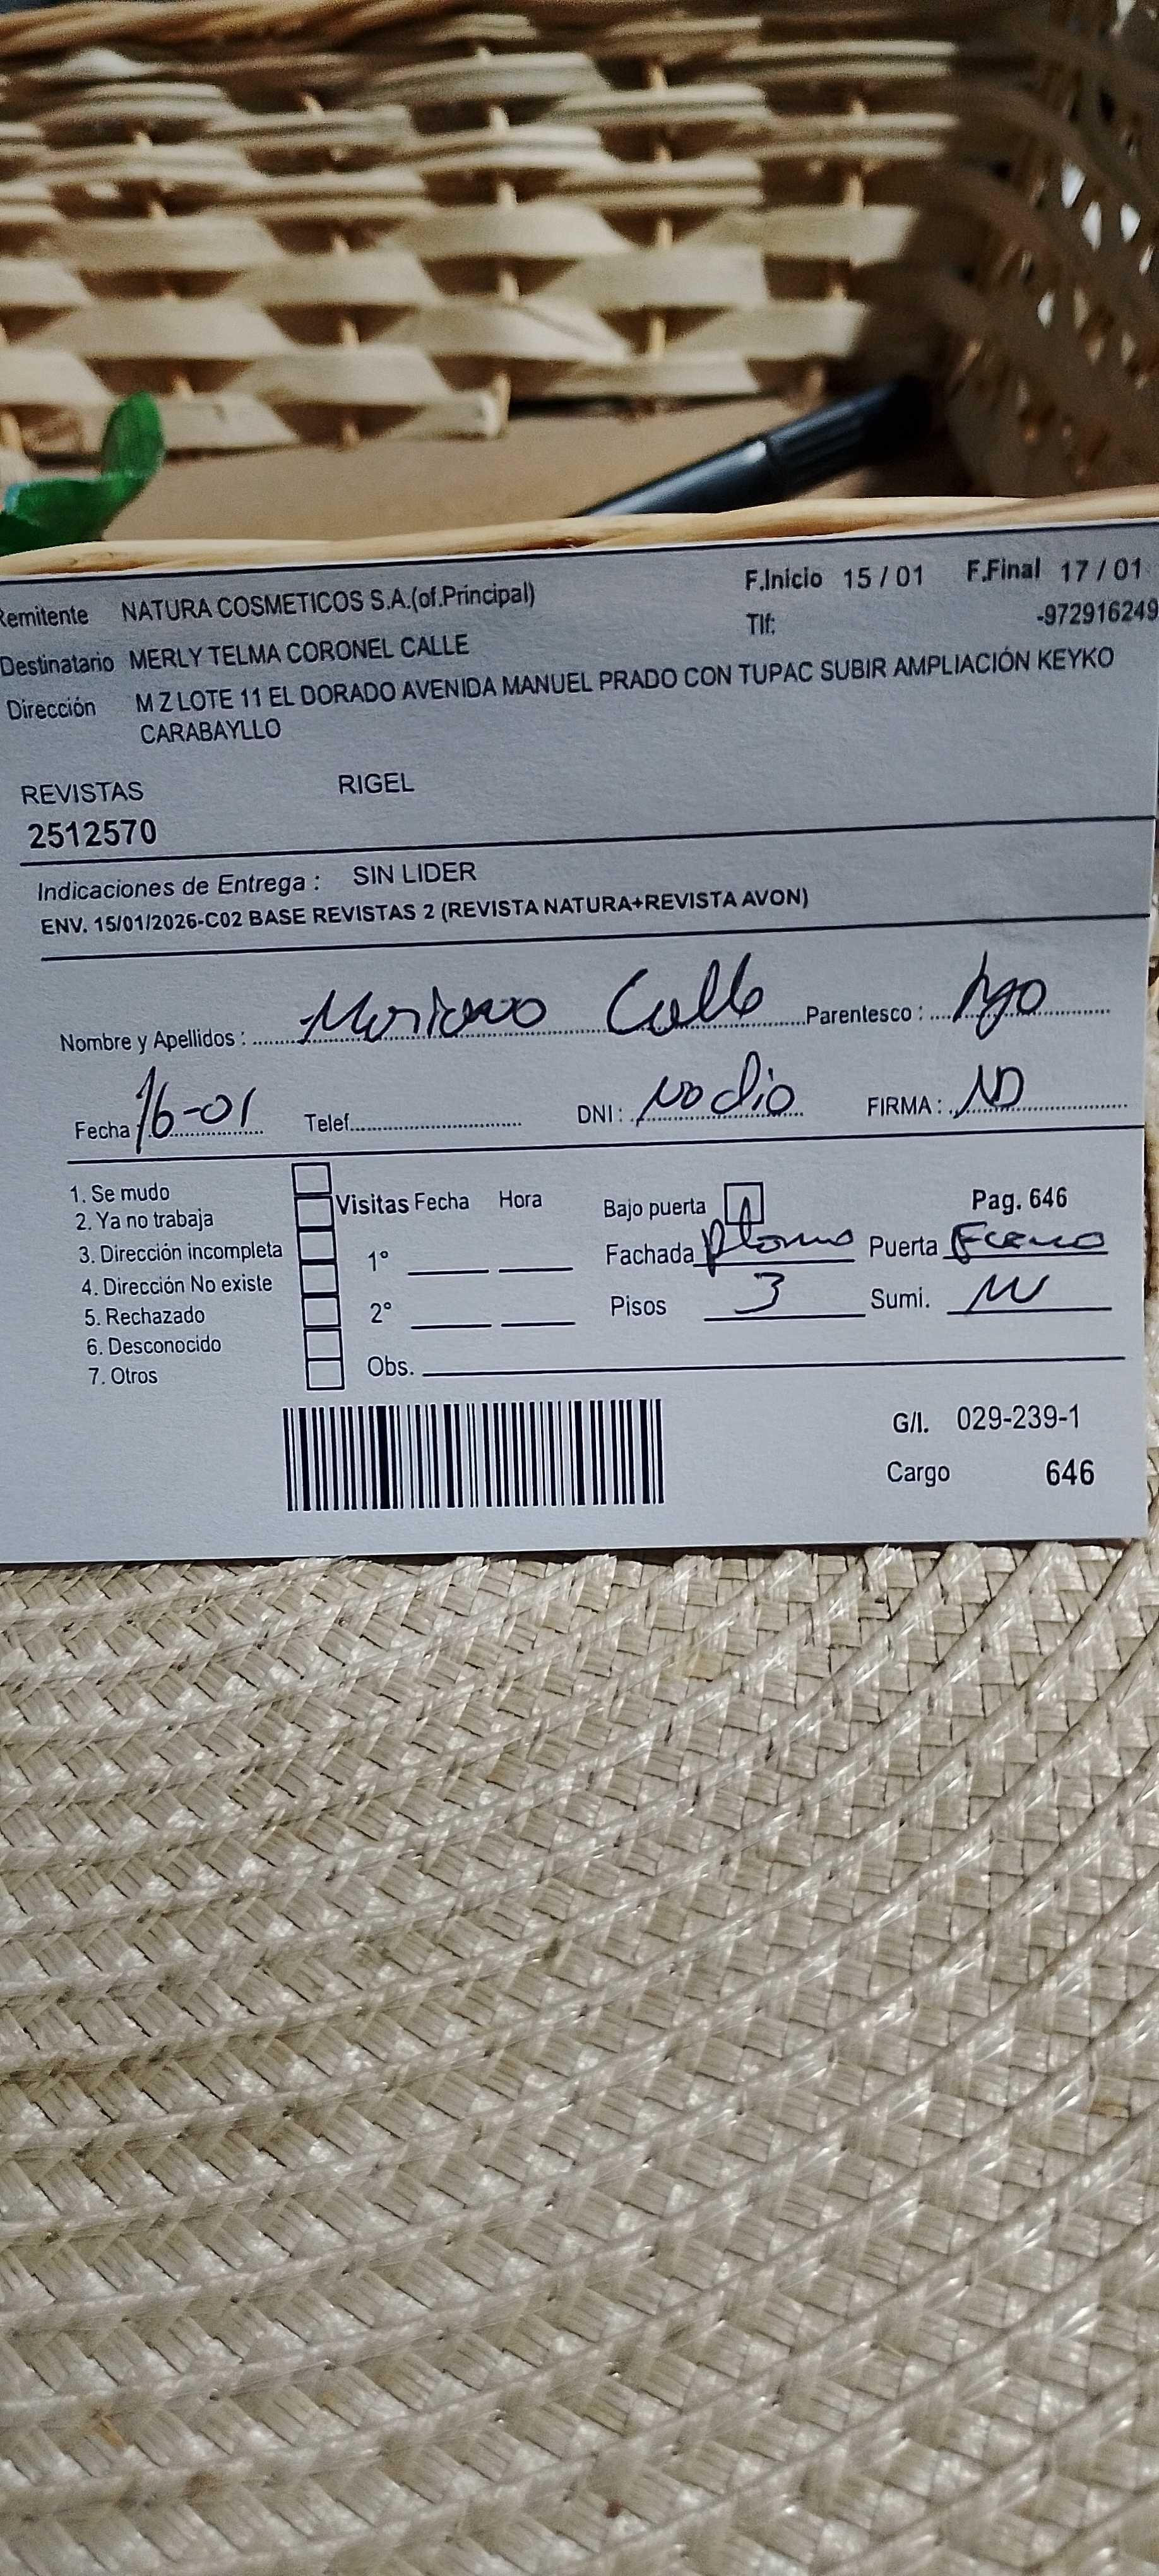 Remitente NATURA COSMETICOS S.A.(of.Principal) F.Inicio 15 / 01 F.Final 17 / 01
Tlf: -972916249
Destinatario MERLY TELMA CORONEL CALLE
Dirección M Z LOTE 11 EL DORADO AVENIDA MANUEL PRADO CON TUPAC SUBIR AMPLIACIÓN KEYKO
CARABAYLLO
REVISTAS RIGEL
2512570
Indicaciones de Entrega : SIN LIDER
ENV. 15/01/2026-C02 BASE REVISTAS 2 (REVISTA NATURA+REVISTA AVON)
Nombre y Apellidos : Mariano Calle Parentesco :
Fecha : 16-01 Telef. DNI : No dio FIRMA : ND
1. Se mudo
2. Ya no trabaja
3. Dirección incompleta
4. Dirección No existe
5. Rechazado
6. Desconocido
7. Otros
Visitas Fecha Hora
1°
2°
Obs.
Bajo puerta Pag. 646
Fachada Plomo Puerta
Pisos 3 Sumi.
G/I. 029-239-1
Cargo 646